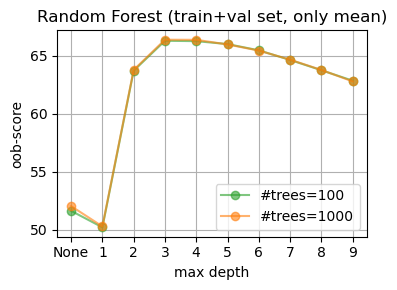 Random Forest (train+val set, only mean)
oob-score
65
60
55
50
#trees=100
#trees=1000
None 1 2 3 4 5 6 7 8 9
max depth